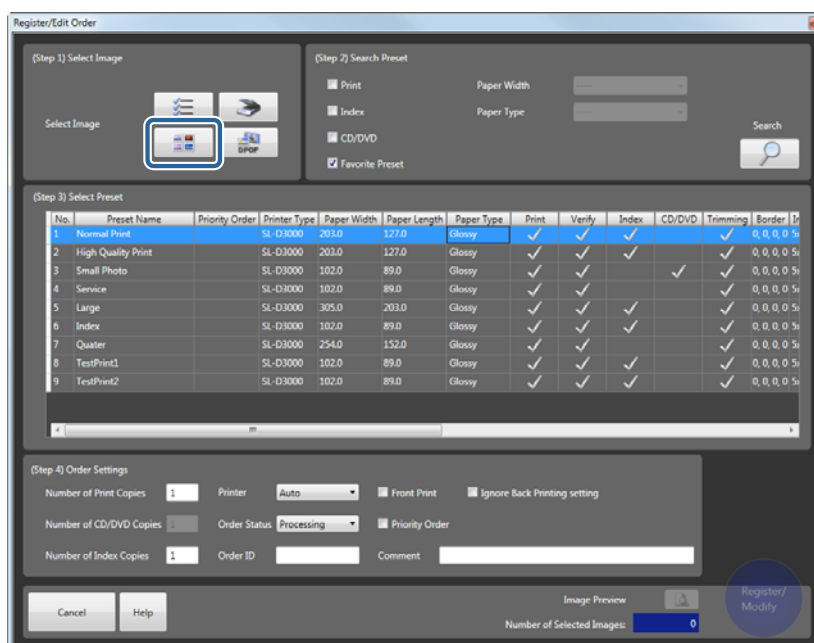 Register/Edit Order
(Step 1) Select Image
Select Image
DPOF
(Step 2) Search Preset
Print
Paper Width
-----
Index
Paper Type
-----
CD/DVD
Search
Favorite Preset
(Step 3) Select Preset
No. Preset Name Priority Order Printer Type Paper Width Paper Length Paper Type Print Verify Index CD/DVD Trimming Border
1 Normal Print SL-D3000 203.0 127.0 Glossy 0, 0, 0, 0
2 High Quality Print SL-D3000 203.0 127.0 Glossy 0, 0, 0, 0
3 Small Photo SL-D3000 102.0 89.0 Glossy 0, 0, 0, 0
4 Service SL-D3000 102.0 89.0 Glossy 0, 0, 0, 0
5 Large SL-D3000 305.0 203.0 Glossy 0, 0, 0, 0
6 Index SL-D3000 102.0 89.0 Glossy 0, 0, 0, 0
7 Quater SL-D3000 254.0 152.0 Glossy 0, 0, 0, 0
8 TestPrint1 SL-D3000 102.0 89.0 Glossy 0, 0, 0, 0
9 TestPrint2 SL-D3000 102.0 89.0 Glossy 0, 0, 0, 0
(Step 4) Order Settings
Number of Print Copies 1 Printer Auto Front Print Ignore Back Printing setting
Number of CD/DVD Copies 1 Order Status Processing Priority Order
Number of Index Copies 1 Order ID Comment
Cancel Help
Image Preview
Number of Selected Images: 0
Register/
Modify